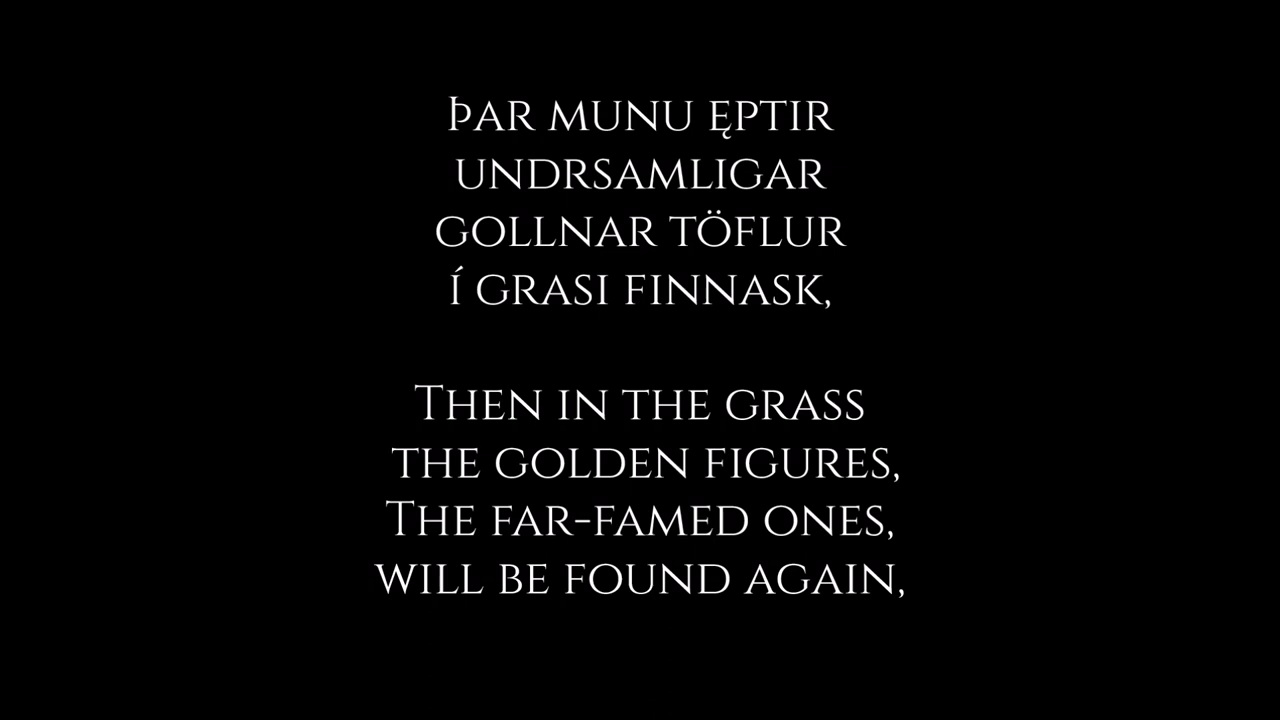 Þar munu ęptir
undrsamligar
gollnar töflur
í grasi finnask,
Then in the grass
the golden figures,
The far-famed ones,
will be found again,